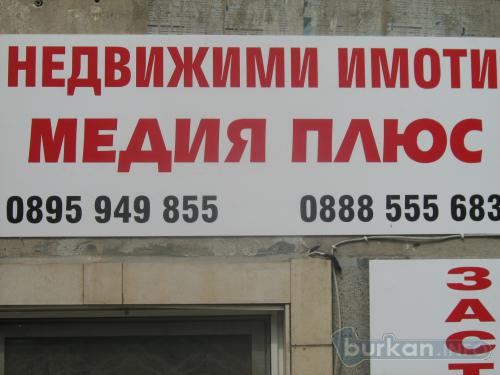 НЕДВИЖИМИ ИМОТИ
МЕДИЯ ПЛЮС
0895 949 855 0888 555 683
ЗАСТ
burkan.info